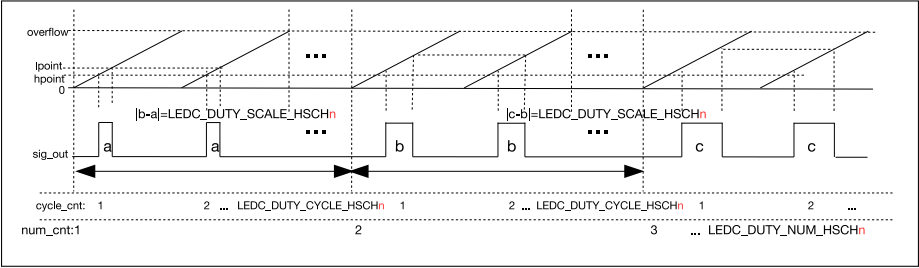 overflow
lpoint
hpoint
0
|b-a|=LEDC_DUTY_SCALE_HSCHn |c-b|=LEDC_DUTY_SCALE_HSCHn
sig_out a a b b c c
cycle_cnt: 1 2 ... LEDC_DUTY_CYCLE_HSCHn 1 2 ... LEDC_DUTY_CYCLE_HSCHn 1 2 ...
num_cnt:1 2 3 ... LEDC_DUTY_NUM_HSCHn